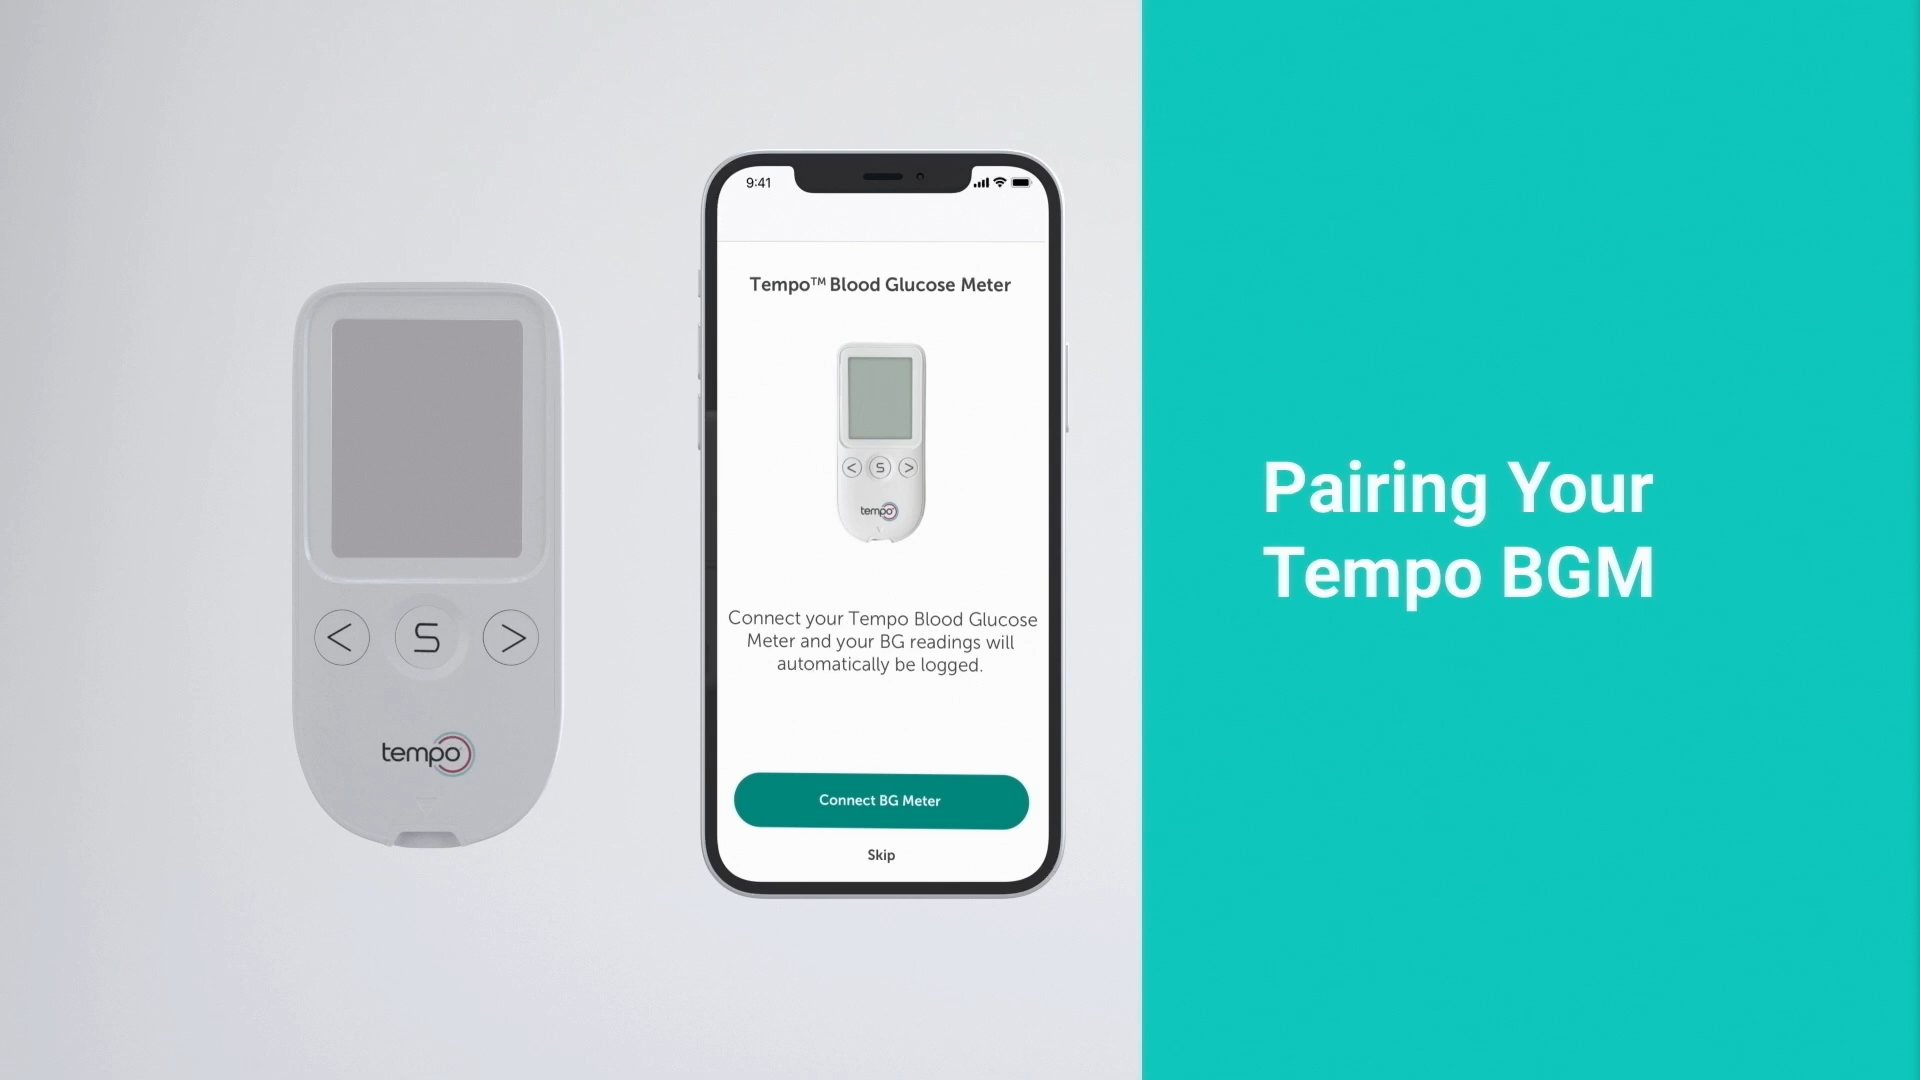 <
S
>
tempo
9:41
Tempo™ Blood Glucose Meter
<
S
>
tempo
Connect your Tempo Blood Glucose
Meter and your BG readings will
automatically be logged.
Connect BG Meter
Skip
Pairing Your
Tempo BGM